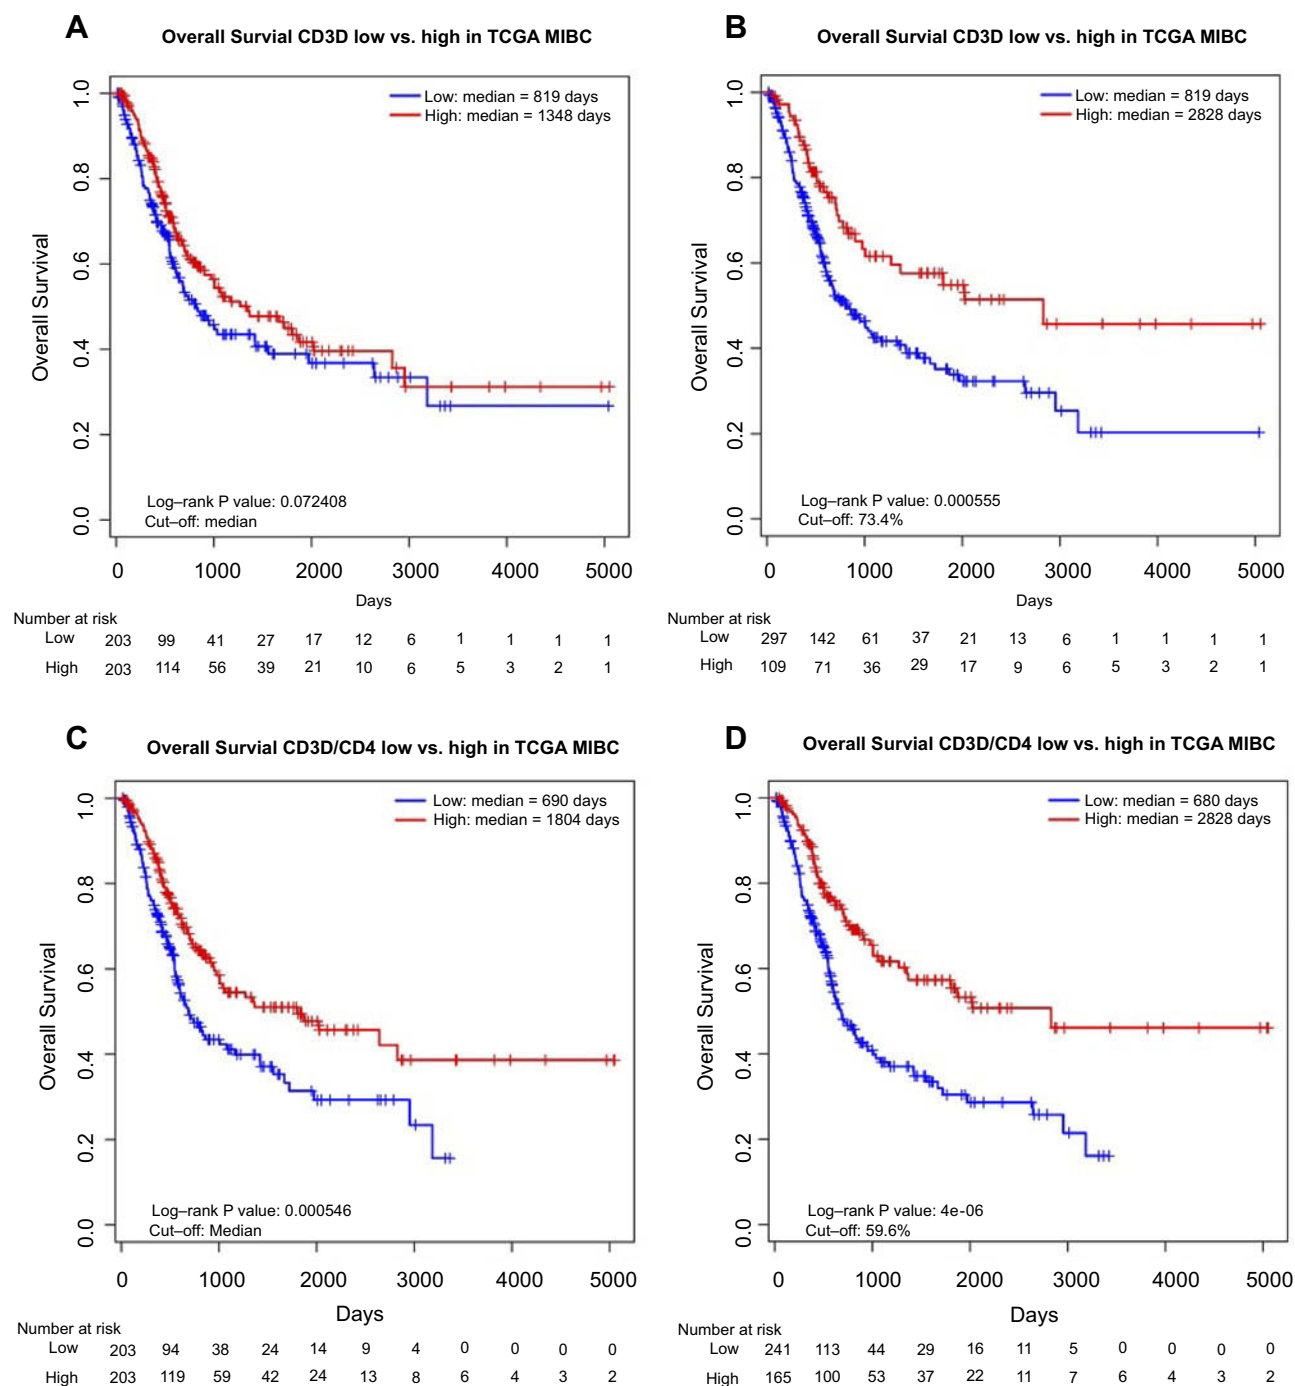 A
Overall Survial CD3D low vs. high in TCGA MIBC
Low: median = 819 days
High: median = 1348 days
Overall Survival
1.0
0.8
0.6
0.4
0.2
0.0
Log–rank P value: 0.072408
Cut–off: median
0 1000 2000 3000 4000 5000
Days
Number at risk
Low 203 99 41 27 17 12 6 1 1 1 1
High 203 114 56 39 21 10 6 5 3 2 1
B
Overall Survial CD3D low vs. high in TCGA MIBC
Low: median = 819 days
High: median = 2828 days
Overall Survival
1.0
0.8
0.6
0.4
0.2
0.0
Log–rank P value: 0.000555
Cut–off: 73.4%
0 1000 2000 3000 4000 5000
Days
Number at risk
Low 297 142 61 37 21 13 6 1 1 1 1
High 109 71 36 29 17 9 6 5 3 2 1
C
Overall Survial CD3D/CD4 low vs. high in TCGA MIBC
Low: median = 690 days
High: median = 1804 days
Overall Survival
1.0
0.8
0.6
0.4
0.2
0.0
Log–rank P value: 0.000546
Cut–off: Median
0 1000 2000 3000 4000 5000
Days
Number at risk
Low 203 94 38 24 14 9 4 0 0 0 0
High 203 119 59 42 24 13 8 6 4 3 2
D
Overall Survial CD3D/CD4 low vs. high in TCGA MIBC
Low: median = 680 days
High: median = 2828 days
Overall Survival
1.0
0.8
0.6
0.4
0.2
0.0
Log–rank P value: 4e-06
Cut–off: 59.6%
0 1000 2000 3000 4000 5000
Days
Number at risk
Low 241 113 44 29 16 11 5 0 0 0 0
High 165 100 53 37 22 11 7 6 4 3 2